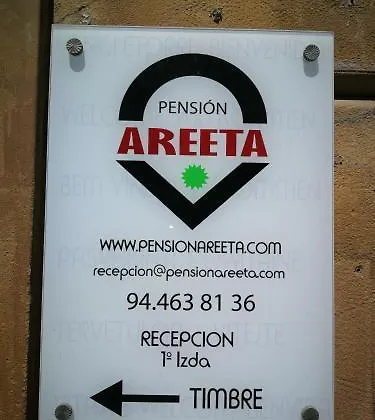 PENSIÓN
AREETA
WWW.PENSIONAREETA.COM
recepcion@pensionareeta.com
94.463 81 36
RECEPCION
1º Izda
TIMBRE